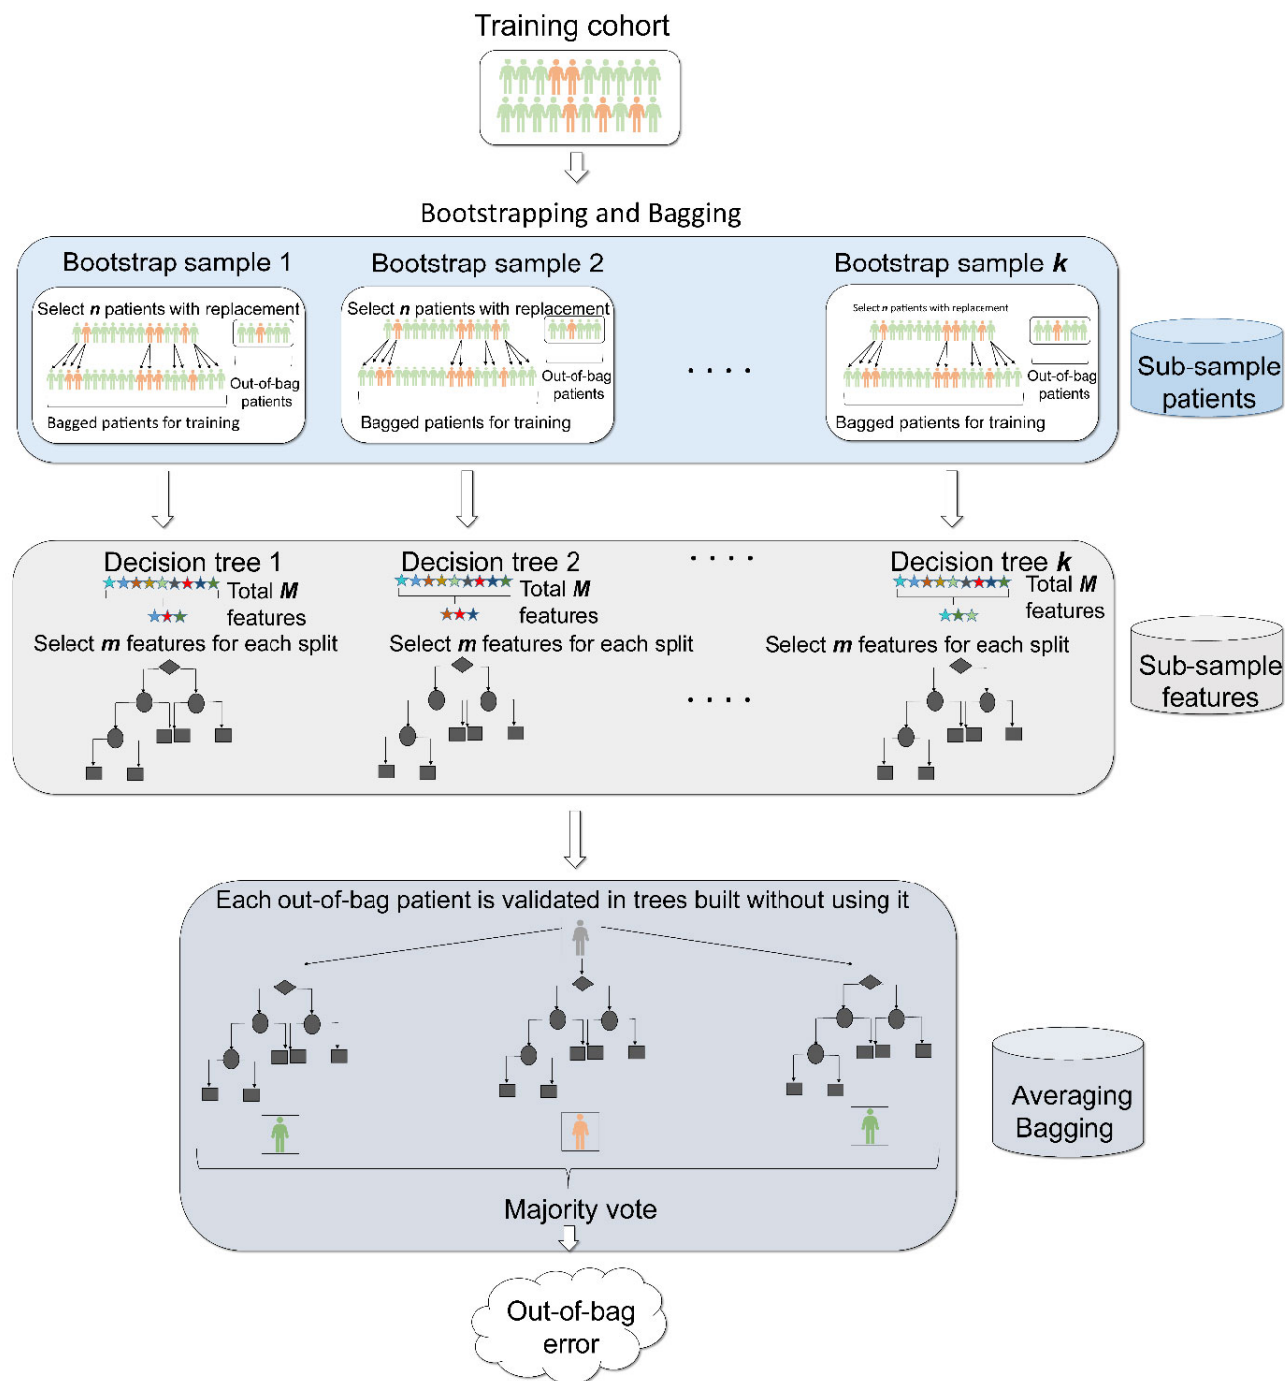 Training cohort
Bootstrapping and Bagging
Bootstrap sample 1
Select n patients with replacement
Out-of-bag
patients
Bagged patients for training
Bootstrap sample 2
Select n patients with replacement
Out-of-bag
patients
Bagged patients for training
. . . .
Bootstrap sample k
Select n patients with replacement
Out-of-bag
patients
Bagged patients for training
Sub-sample
patients
Decision tree 1
Total M
features
Select m features for each split
Decision tree 2
Total M
features
Select m features for each split
. . . .
. . . .
Decision tree k
Total M
features
Select m features for each split
Sub-sample
features
Each out-of-bag patient is validated in trees built without using it
Averaging
Bagging
Majority vote
Out-of-bag
error